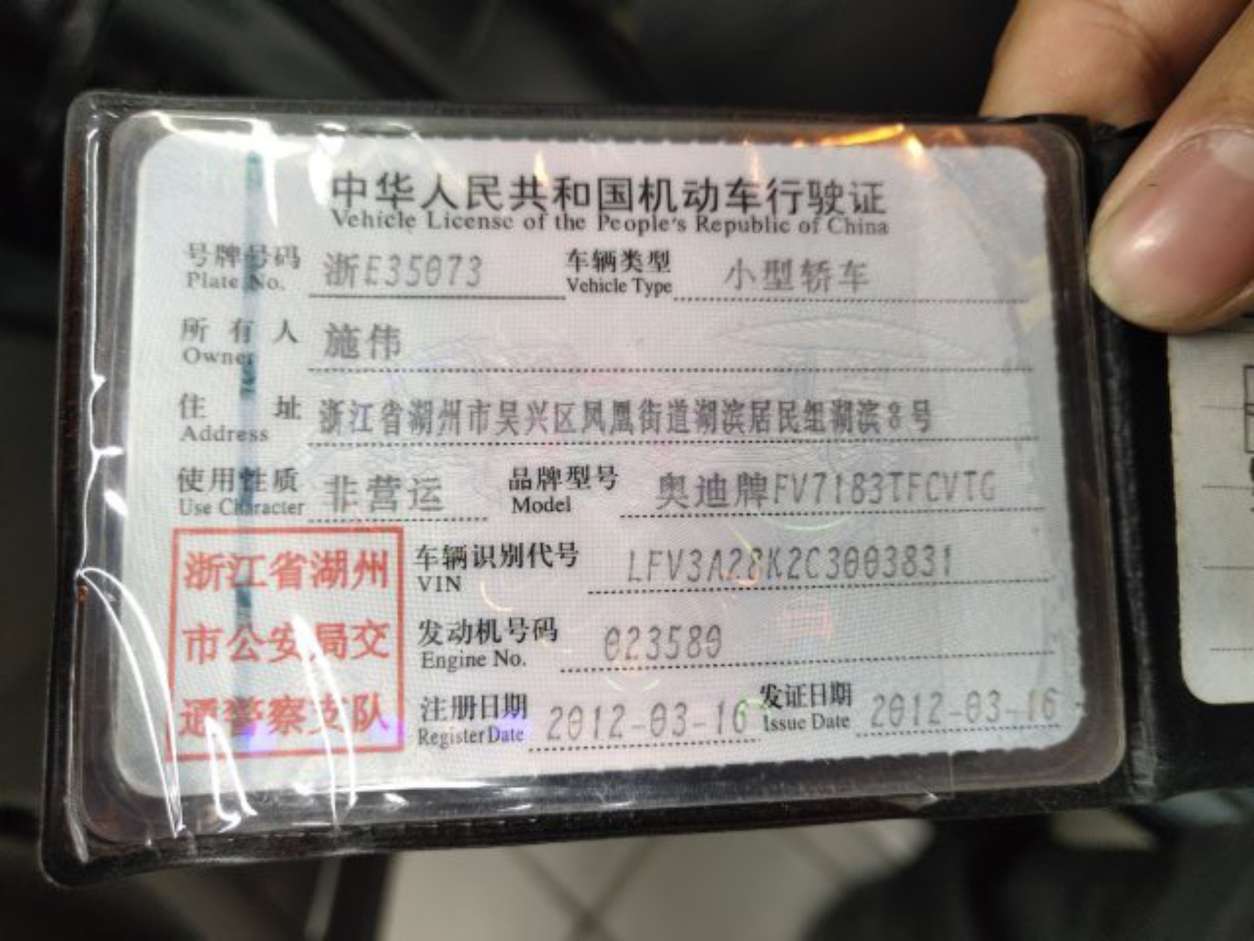 中华人民共和国机动车行驶证
Vehicle License of the People's Republic of China
号牌号码 浙E35073 车辆类型 小型轿车
Plate No. Vehicle Type
所有人 施伟
Owner
住址 浙江省湖州市吴兴区凤凰街道湖滨居民组湖滨8号
Address
使用性质 非营运 品牌型号 奥迪牌FV7183TFCVTG
Use Character Model
浙江省湖州 车辆识别代号 LFV3A28K2C3003831
VIN
市公安局交 发动机号码 023580
Engine No.
通警察支队 注册日期 2012-03-16 发证日期 2012-03-16
Register Date Issue Date